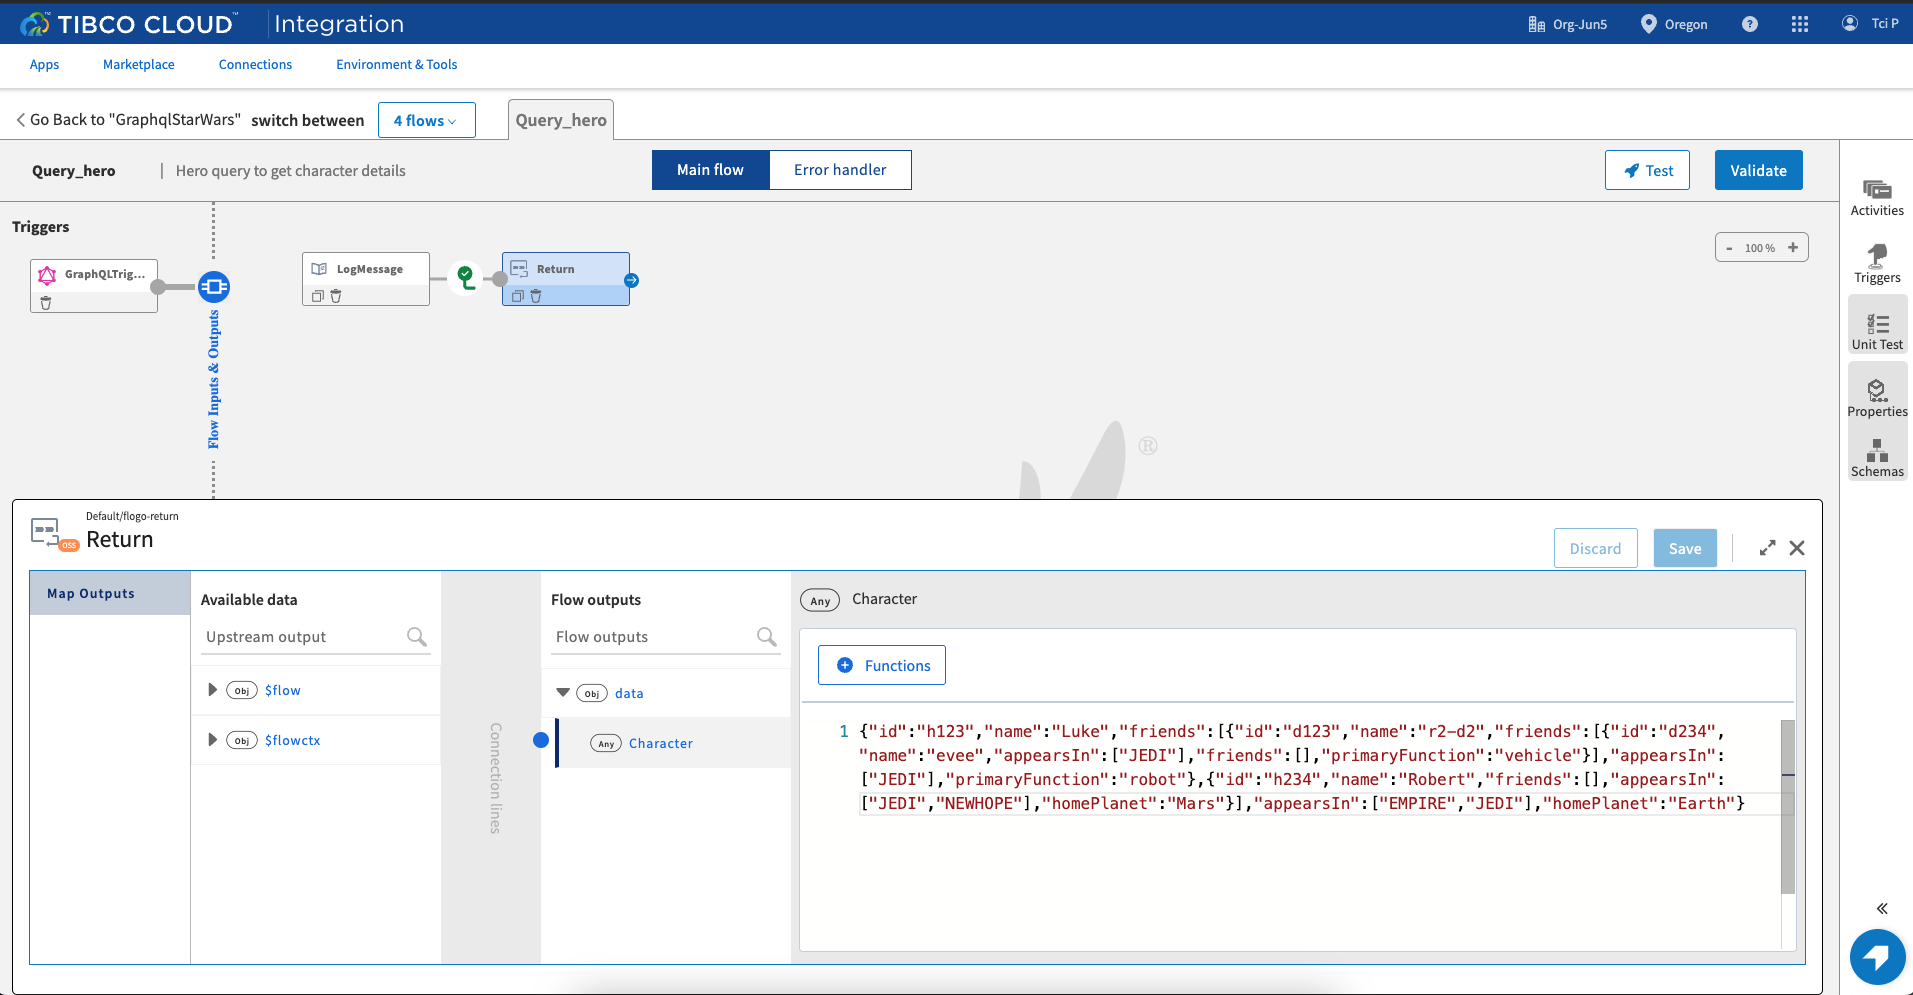 TIBCO CLOUD™ Integration
Org-Jun5
Oregon
?
Tci P
Apps
Marketplace
Connections
Environment & Tools
Go Back to "GraphqlStarWars"
switch between
4 flows
Query_hero
Query_hero
Hero query to get character details
Main flow
Error handler
Test
Validate
Triggers
- 100 % +
GraphQLTrig...
LogMessage
Return
Flow Inputs & Outputs
®
Activities
Triggers
Unit Test
Properties
Schemas
Default/flogo-return
OSS
Return
Discard
Save
Map Outputs
Available data
Upstream output
Obj $flow
Obj $flowctx
Connection lines
Flow outputs
Flow outputs
Obj data
Any Character
Any Character
Functions
1 {"id":"h123","name":"Luke","friends":[{"id":"d123","name":"r2-d2","friends":[{"id":"d234",
"name":"evee","appearsIn":["JEDI"],"friends":[],"primaryFunction":"vehicle"}],"appearsIn":
["JEDI"],"primaryFunction":"robot"},{"id":"h234","name":"Robert","friends":[],"appearsIn":
["JEDI","NEWHOPE"],"homePlanet":"Mars"}],"appearsIn":["EMPIRE","JEDI"],"homePlanet":"Earth"}